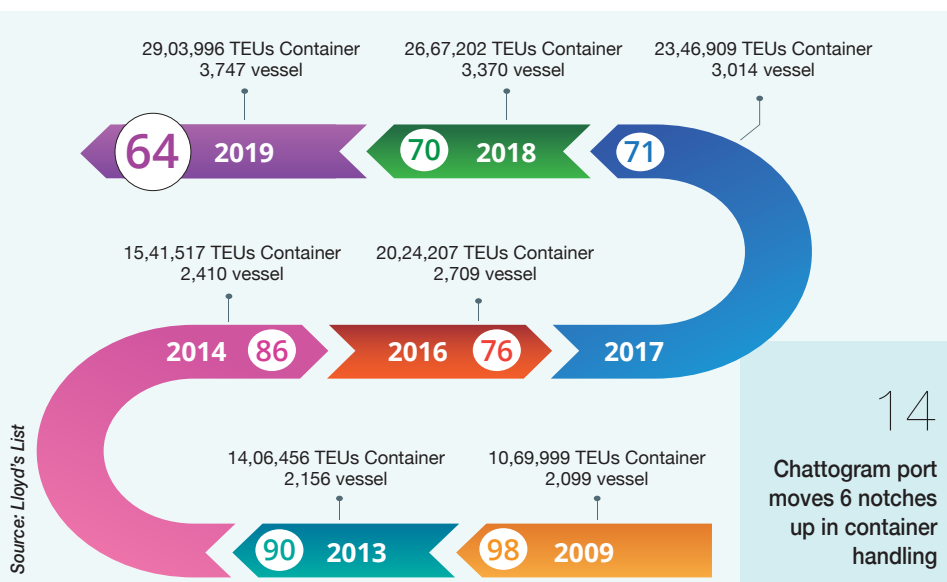 29,03,996 TEUs Container
3,747 vessel
26,67,202 TEUs Container
3,370 vessel
23,46,909 TEUs Container
3,014 vessel
64 2019
70 2018
71
15,41,517 TEUs Container
2,410 vessel
20,24,207 TEUs Container
2,709 vessel
2014 86
2016 76
2017
14,06,456 TEUs Container
2,156 vessel
10,69,999 TEUs Container
2,099 vessel
90 2013
98 2009
14
Chattogram port
moves 6 notches
up in container
handling
Source: Lloyd's List